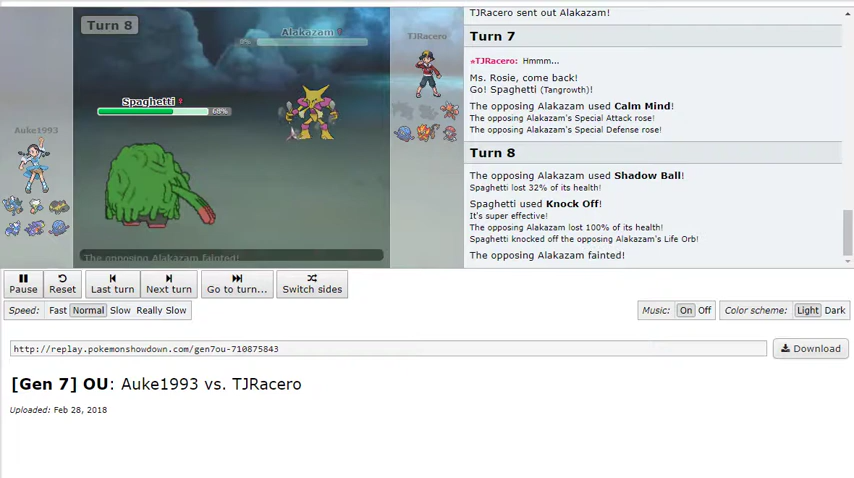 Turn 8
Alakazam
0%
Spaghetti
68%
Auke1993
TJRacero
The opposing Alakazam fainted!
TJRacero sent out Alakazam!
Turn 7
☆TJRacero: Hmmm...
Ms. Rosie, come back!
Go! Spaghetti (Tangrowth)!
The opposing Alakazam used Calm Mind!
The opposing Alakazam's Special Attack rose!
The opposing Alakazam's Special Defense rose!
Turn 8
The opposing Alakazam used Shadow Ball!
Spaghetti lost 32% of its health!
Spaghetti used Knock Off!
It's super effective!
The opposing Alakazam lost 100% of its health!
Spaghetti knocked off the opposing Alakazam's Life Orb!
The opposing Alakazam fainted!
Pause Reset Last turn Next turn Go to turn... Switch sides
Speed: Fast Normal Slow Really Slow Music: On Off Color scheme: Light Dark
http://replay.pokemonshowdown.com/gen7ou-710875843 Download
[Gen 7] OU: Auke1993 vs. TJRacero
Uploaded: Feb 28, 2018